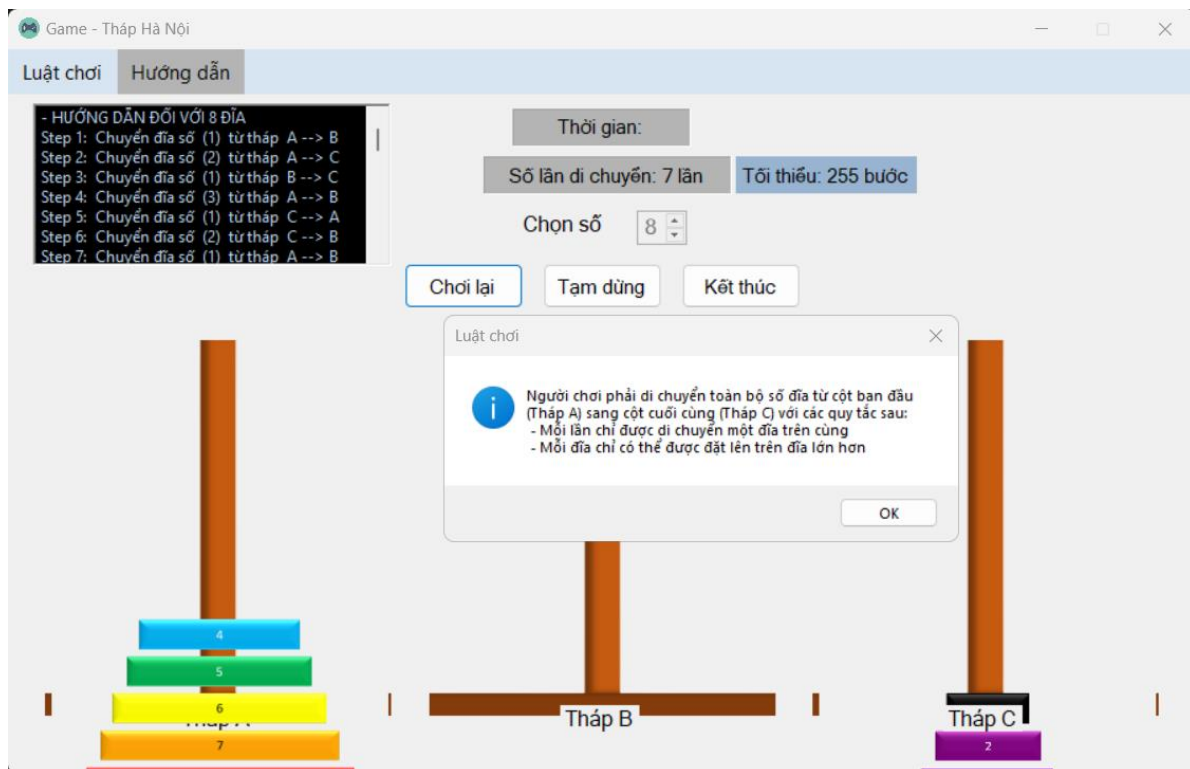 Game - Tháp Hà Nội
Luật chơi Hướng dẫn
- HƯỚNG DẪN ĐỐI VỚI 8 ĐĨA
Step 1: Chuyển đĩa số (1) từ tháp A --> B
Step 2: Chuyển đĩa số (2) từ tháp A --> C
Step 3: Chuyển đĩa số (1) từ tháp B --> C
Step 4: Chuyển đĩa số (3) từ tháp A --> B
Step 5: Chuyển đĩa số (1) từ tháp C --> A
Step 6: Chuyển đĩa số (2) từ tháp C --> B
Step 7: Chuyển đĩa số (1) từ tháp A --> B
Thời gian:
Số lần di chuyển: 7 lần
Tối thiểu: 255 bước
Chọn số 8
Chơi lại Tạm dừng Kết thúc
Luật chơi
Người chơi phải di chuyển toàn bộ số đĩa từ cột ban đầu
(Tháp A) sang cột cuối cùng (Tháp C) với các quy tắc sau:
- Mỗi lần chỉ được di chuyển một đĩa trên cùng
- Mỗi đĩa chỉ có thể được đặt lên trên đĩa lớn hơn
OK
4
5
6
7
Tháp B
Tháp C
2